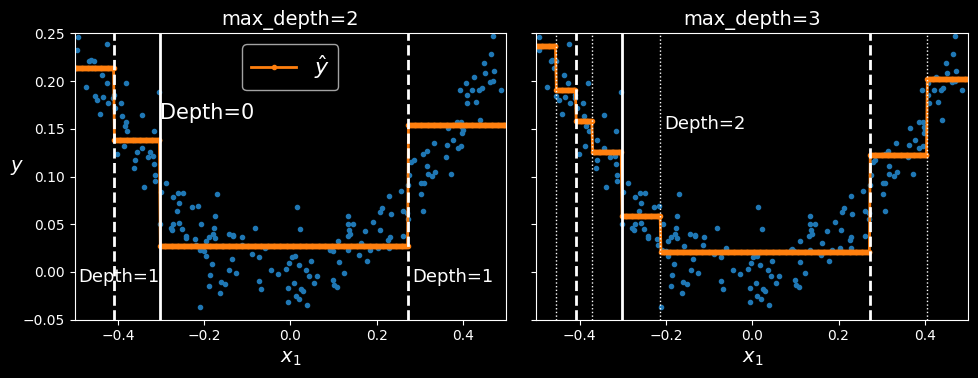 max_depth=2
max_depth=3
0.25
0.20
0.15
0.10
0.05
0.00
−0.05
y
ŷ
Depth=0
Depth=1
Depth=1
Depth=2
−0.4 −0.2 0.0 0.2 0.4
−0.4 −0.2 0.0 0.2 0.4
x₁
x₁